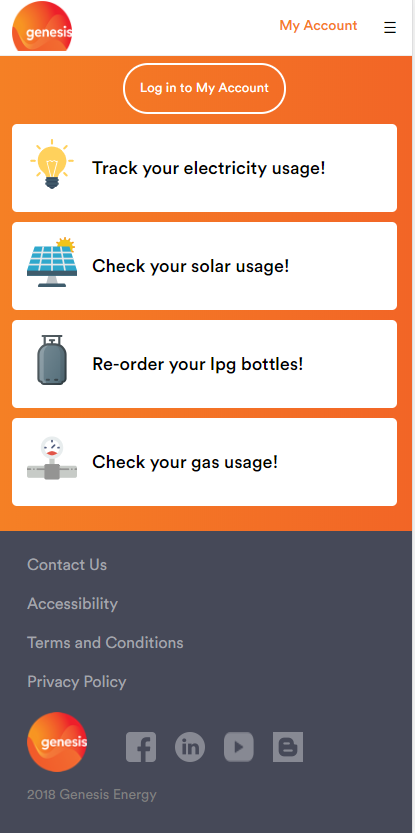 genesis
My Account
Log in to My Account
Track your electricity usage!
Check your solar usage!
Re-order your lpg bottles!
Check your gas usage!
Contact Us
Accessibility
Terms and Conditions
Privacy Policy
genesis
2018 Genesis Energy